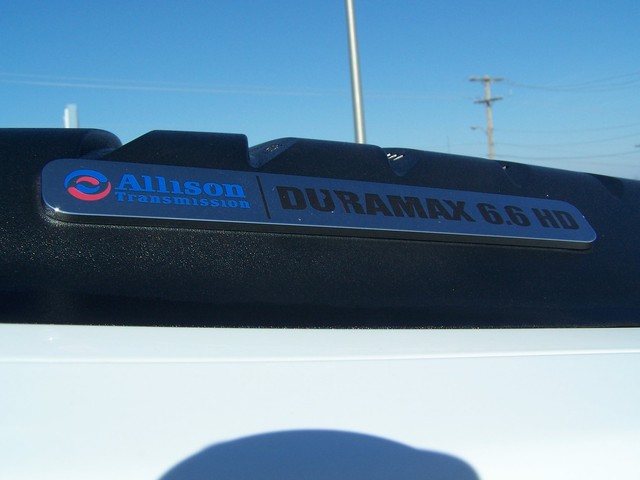 Allison DURAMAX 6.6 HD
Transmission